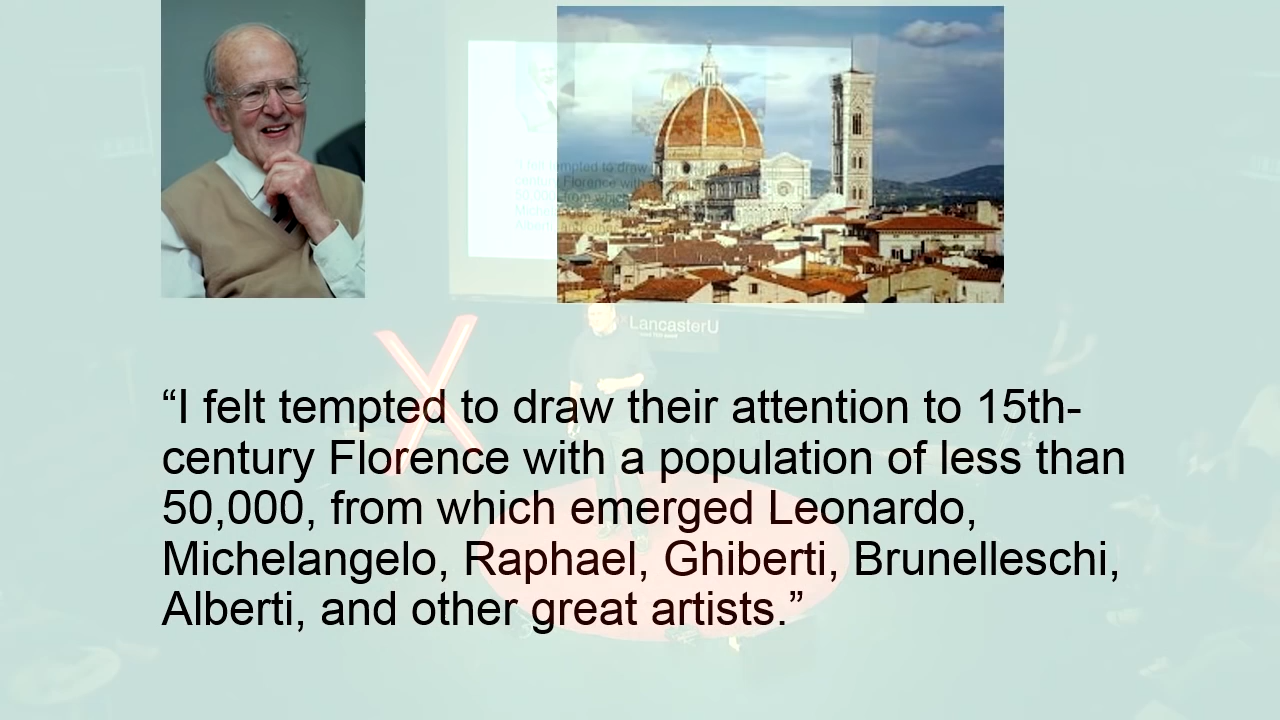 LancasterU
“I felt tempted to draw their attention to 15th-
century Florence with a population of less than
50,000, from which emerged Leonardo,
Michelangelo, Raphael, Ghiberti, Brunelleschi,
Alberti, and other great artists.”